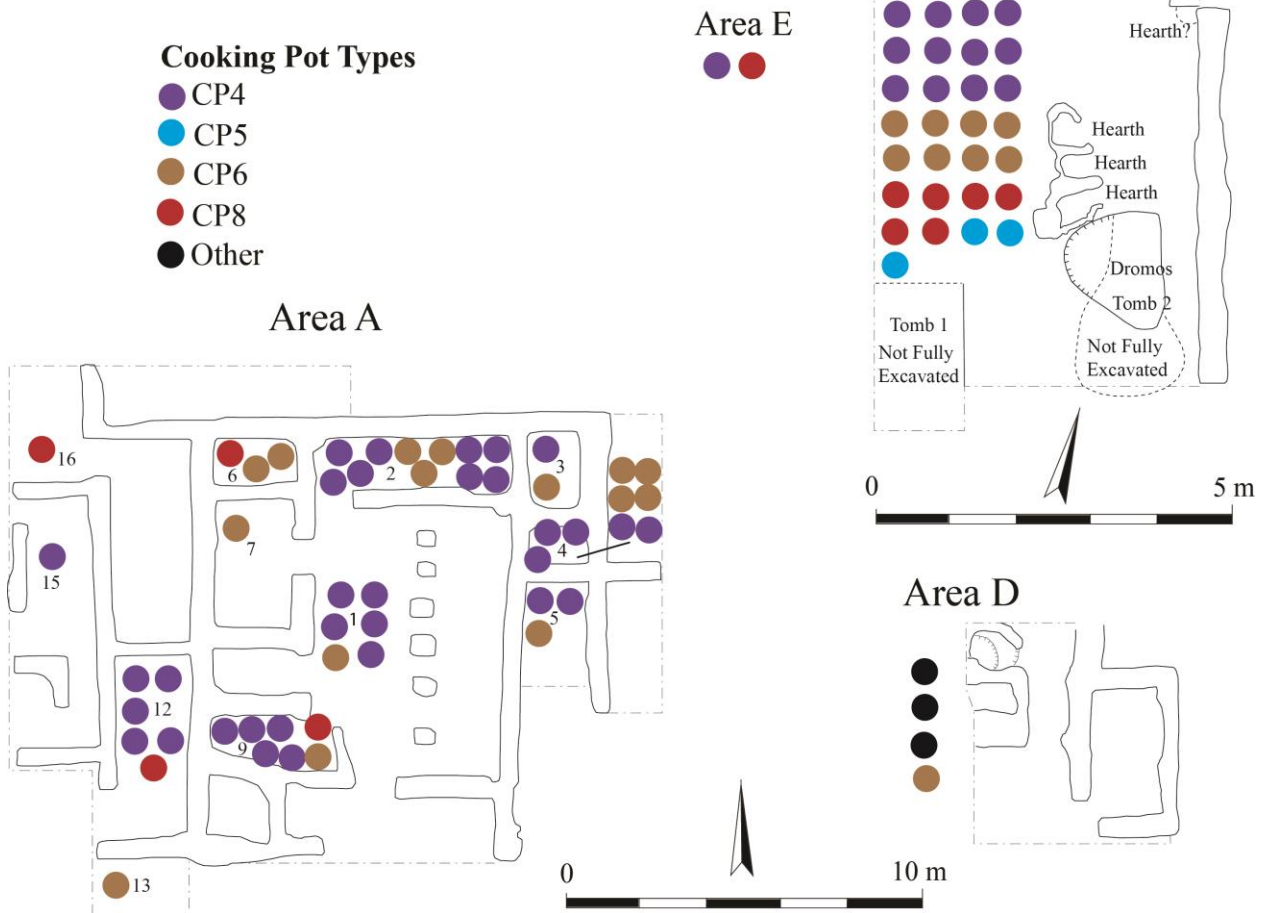 Cooking Pot Types
CP4
CP5
CP6
CP8
Other
Area E
Hearth?
Hearth
Hearth
Hearth
Dromos
Tomb 2
Not Fully
Excavated
Tomb 1
Not Fully
Excavated
0
5 m
Area A
16
6
2
3
7
4
15
1
5
12
9
13
0
10 m
Area D